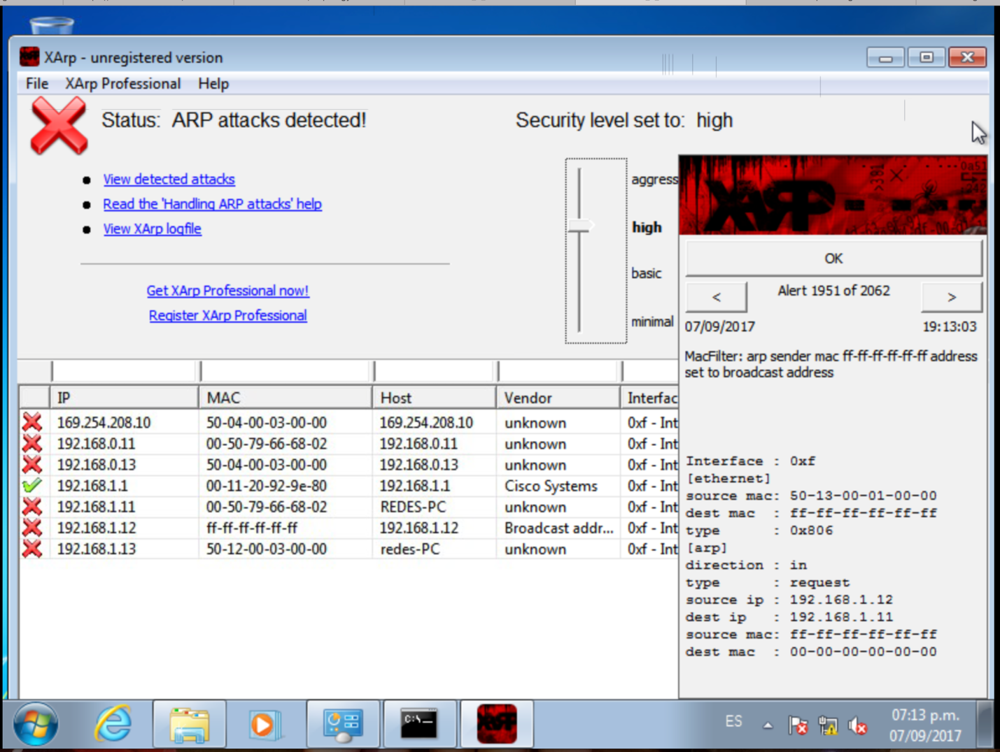 XArp - unregistered version
File XArp Professional Help
Status: ARP attacks detected!
Security level set to: high
View detected attacks
Read the 'Handling ARP attacks' help
View XArp logfile
Get XArp Professional now!
Register XArp Professional
aggress
high
basic
minimal
XARP
OK
< Alert 1951 of 2062 >
07/09/2017 19:13:03
MacFilter: arp sender mac ff-ff-ff-ff-ff-ff address
set to broadcast address
Interface : 0xf
[ethernet]
source mac: 50-13-00-01-00-00
dest mac : ff-ff-ff-ff-ff-ff
type : 0x806
[arp]
direction : in
type : request
source ip : 192.168.1.12
dest ip : 192.168.1.11
source mac: ff-ff-ff-ff-ff-ff
dest mac : 00-00-00-00-00-00
IP MAC Host Vendor Interfac
169.254.208.10 50-04-00-03-00-00 169.254.208.10 unknown 0xf - Int
192.168.0.11 00-50-79-66-68-02 192.168.0.11 unknown 0xf - Int
192.168.0.13 50-04-00-03-00-00 192.168.0.13 unknown 0xf - Int
192.168.1.1 00-11-20-92-9e-80 192.168.1.1 Cisco Systems 0xf - Int
192.168.1.11 00-50-79-66-68-02 REDES-PC unknown 0xf - Int
192.168.1.12 ff-ff-ff-ff-ff-ff 192.168.1.12 Broadcast addr... 0xf - Int
192.168.1.13 50-12-00-03-00-00 redes-PC unknown 0xf - Int
C:\
ES
07:13 p.m.
07/09/2017